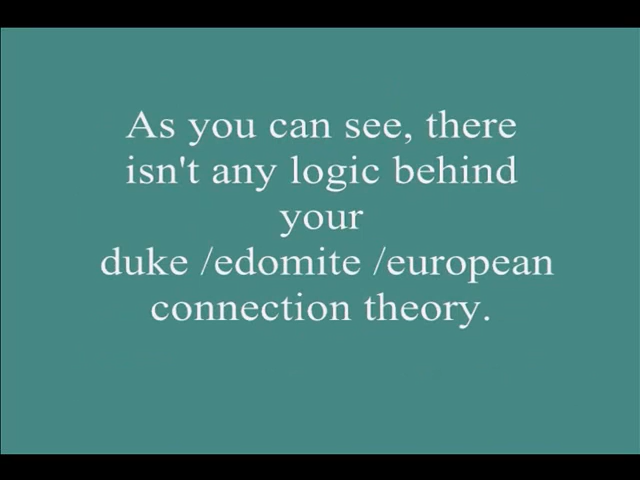 As you can see, there
isn't any logic behind
your
duke /edomite /european
connection theory.